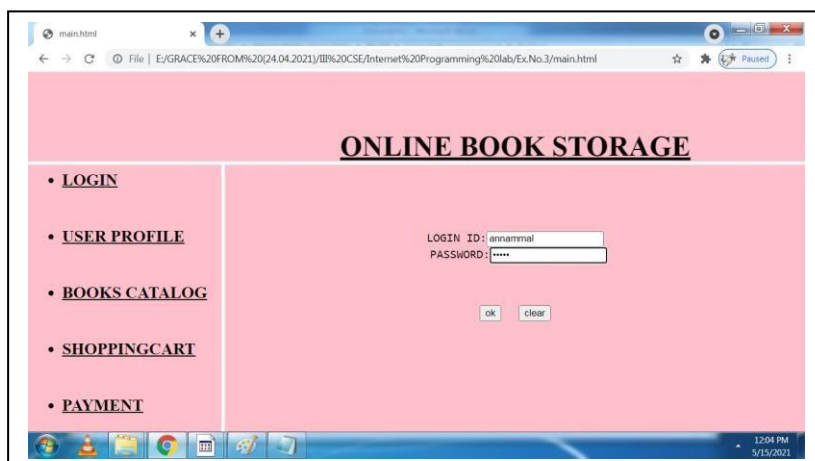 main.html
File | E:/GRACE%20FROM%20(24.04.2021)/III%20CSE/Internet%20Programming%20lab/Ex.No.3/main.html
Paused
ONLINE BOOK STORAGE
• LOGIN
• USER PROFILE
• BOOKS CATALOG
• SHOPPINGCART
• PAYMENT
LOGIN ID: annammal
PASSWORD: •••••
ok clear
12:04 PM
5/15/2021